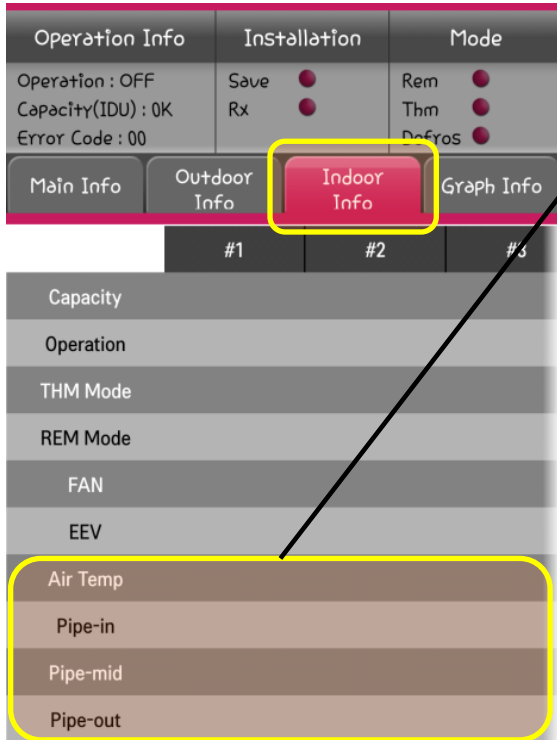 Operation Info Installation Mode
Operation : OFF Save Rem
Capacity(IDU) : 0K Rx Thm
Error Code : 00 Defros
Main Info Outdoor Info Indoor Info Graph Info
#1 #2 #3
Capacity
Operation
THM Mode
REM Mode
FAN
EEV
Air Temp
Pipe-in
Pipe-mid
Pipe-out